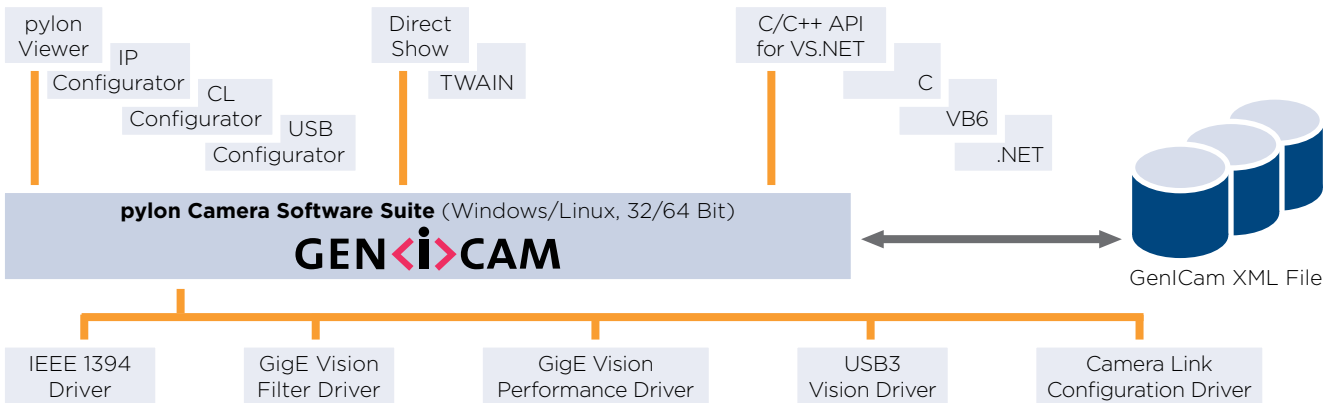 pylon
Viewer
IP
Configurator
CL
Configurator
USB
Configurator
Direct
Show
TWAIN
C/C++ API
for VS.NET
C
VB6
.NET
pylon Camera Software Suite (Windows/Linux, 32/64 Bit)
GEN<i>CAM
GenICam XML File
IEEE 1394
Driver
GigE Vision
Filter Driver
GigE Vision
Performance Driver
USB3
Vision Driver
Camera Link
Configuration Driver